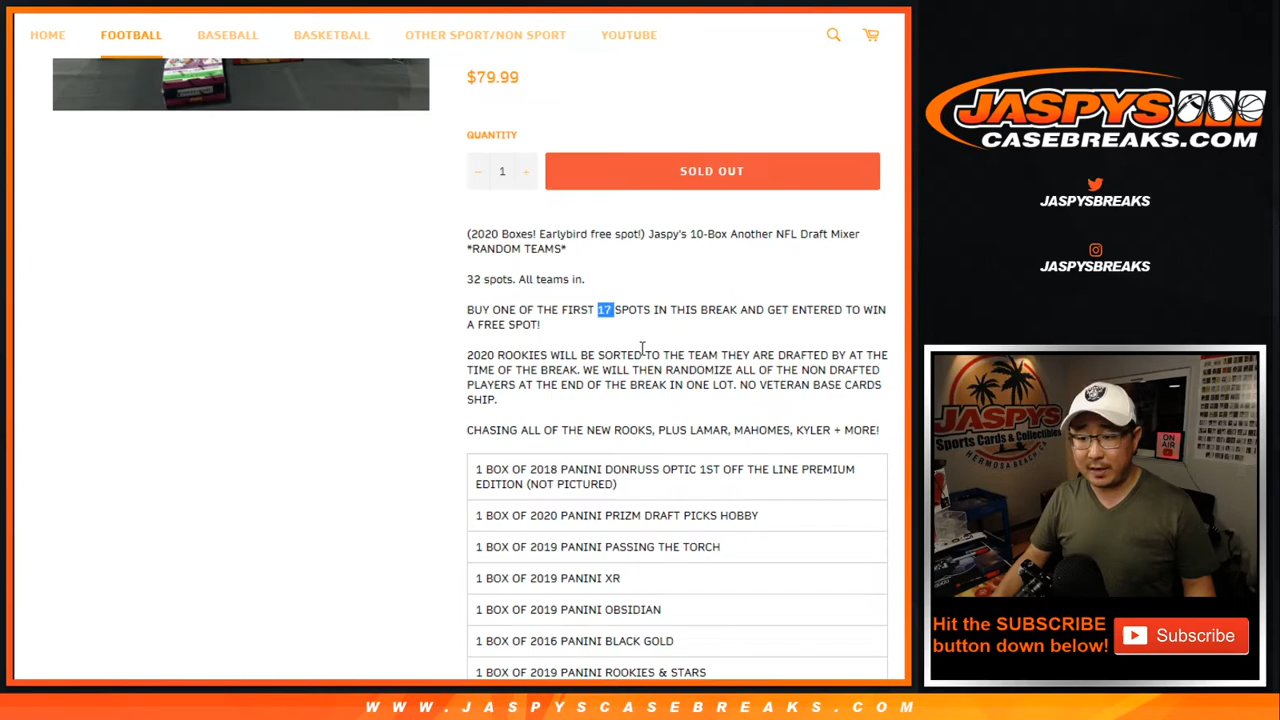 HOME FOOTBALL BASEBALL BASKETBALL OTHER SPORT/NON SPORT YOUTUBE
$79.99
QUANTITY
− 1 + SOLD OUT
(2020 Boxes! Earlybird free spot!) Jaspy's 10-Box Another NFL Draft Mixer
*RANDOM TEAMS*
32 spots. All teams in.
BUY ONE OF THE FIRST 17 SPOTS IN THIS BREAK AND GET ENTERED TO WIN
A FREE SPOT!
2020 ROOKIES WILL BE SORTED TO THE TEAM THEY ARE DRAFTED BY AT THE
TIME OF THE BREAK. WE WILL THEN RANDOMIZE ALL OF THE NON DRAFTED
PLAYERS AT THE END OF THE BREAK IN ONE LOT. NO VETERAN BASE CARDS
SHIP.
CHASING ALL OF THE NEW ROOKS, PLUS LAMAR, MAHOMES, KYLER + MORE!
1 BOX OF 2018 PANINI DONRUSS OPTIC 1ST OFF THE LINE PREMIUM
EDITION (NOT PICTURED)
1 BOX OF 2020 PANINI PRIZM DRAFT PICKS HOBBY
1 BOX OF 2019 PANINI PASSING THE TORCH
1 BOX OF 2019 PANINI XR
1 BOX OF 2019 PANINI OBSIDIAN
1 BOX OF 2016 PANINI BLACK GOLD
1 BOX OF 2019 PANINI ROOKIES & STARS
JASPYS
CASEBREAKS.COM
JASPYSBREAKS
JASPYSBREAKS
JASPYS
Sports Cards & Collectibles
HERMOSA BEACH
ON AIR
Hit the SUBSCRIBE
button down below!
Subscribe
WWW.JASPYSCASEBREAKS.COM